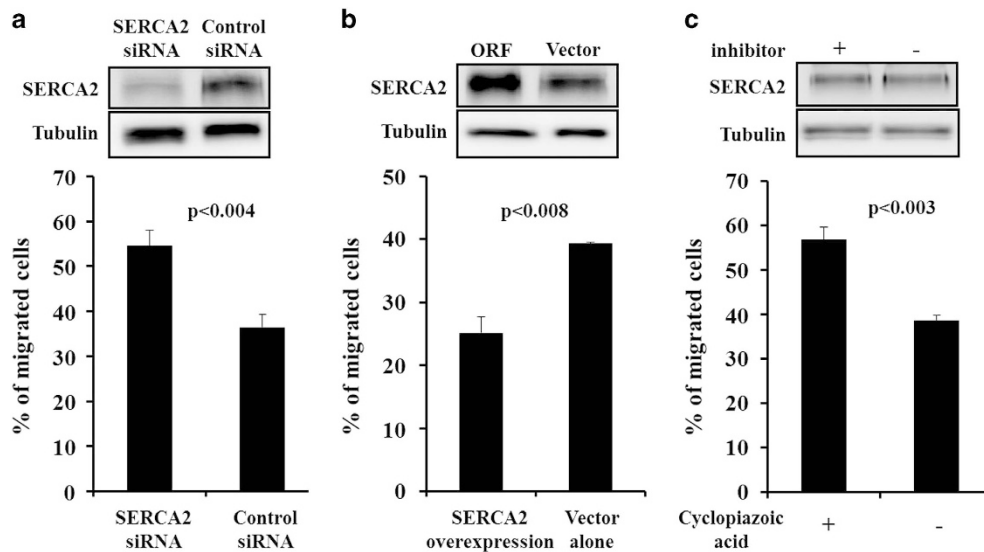 a
SERCA2 Control
siRNA siRNA
SERCA2
Tubulin
70
60
50
40
30
20
10
0
% of migrated cells
p<0.004
SERCA2 Control
siRNA siRNA
b
ORF Vector
SERCA2
Tubulin
50
40
30
20
10
0
% of migrated cells
p<0.008
SERCA2 Vector
overexpression alone
c
inhibitor + -
SERCA2
Tubulin
70
60
50
40
30
20
10
0
% of migrated cells
p<0.003
Cyclopiazoic + -
acid